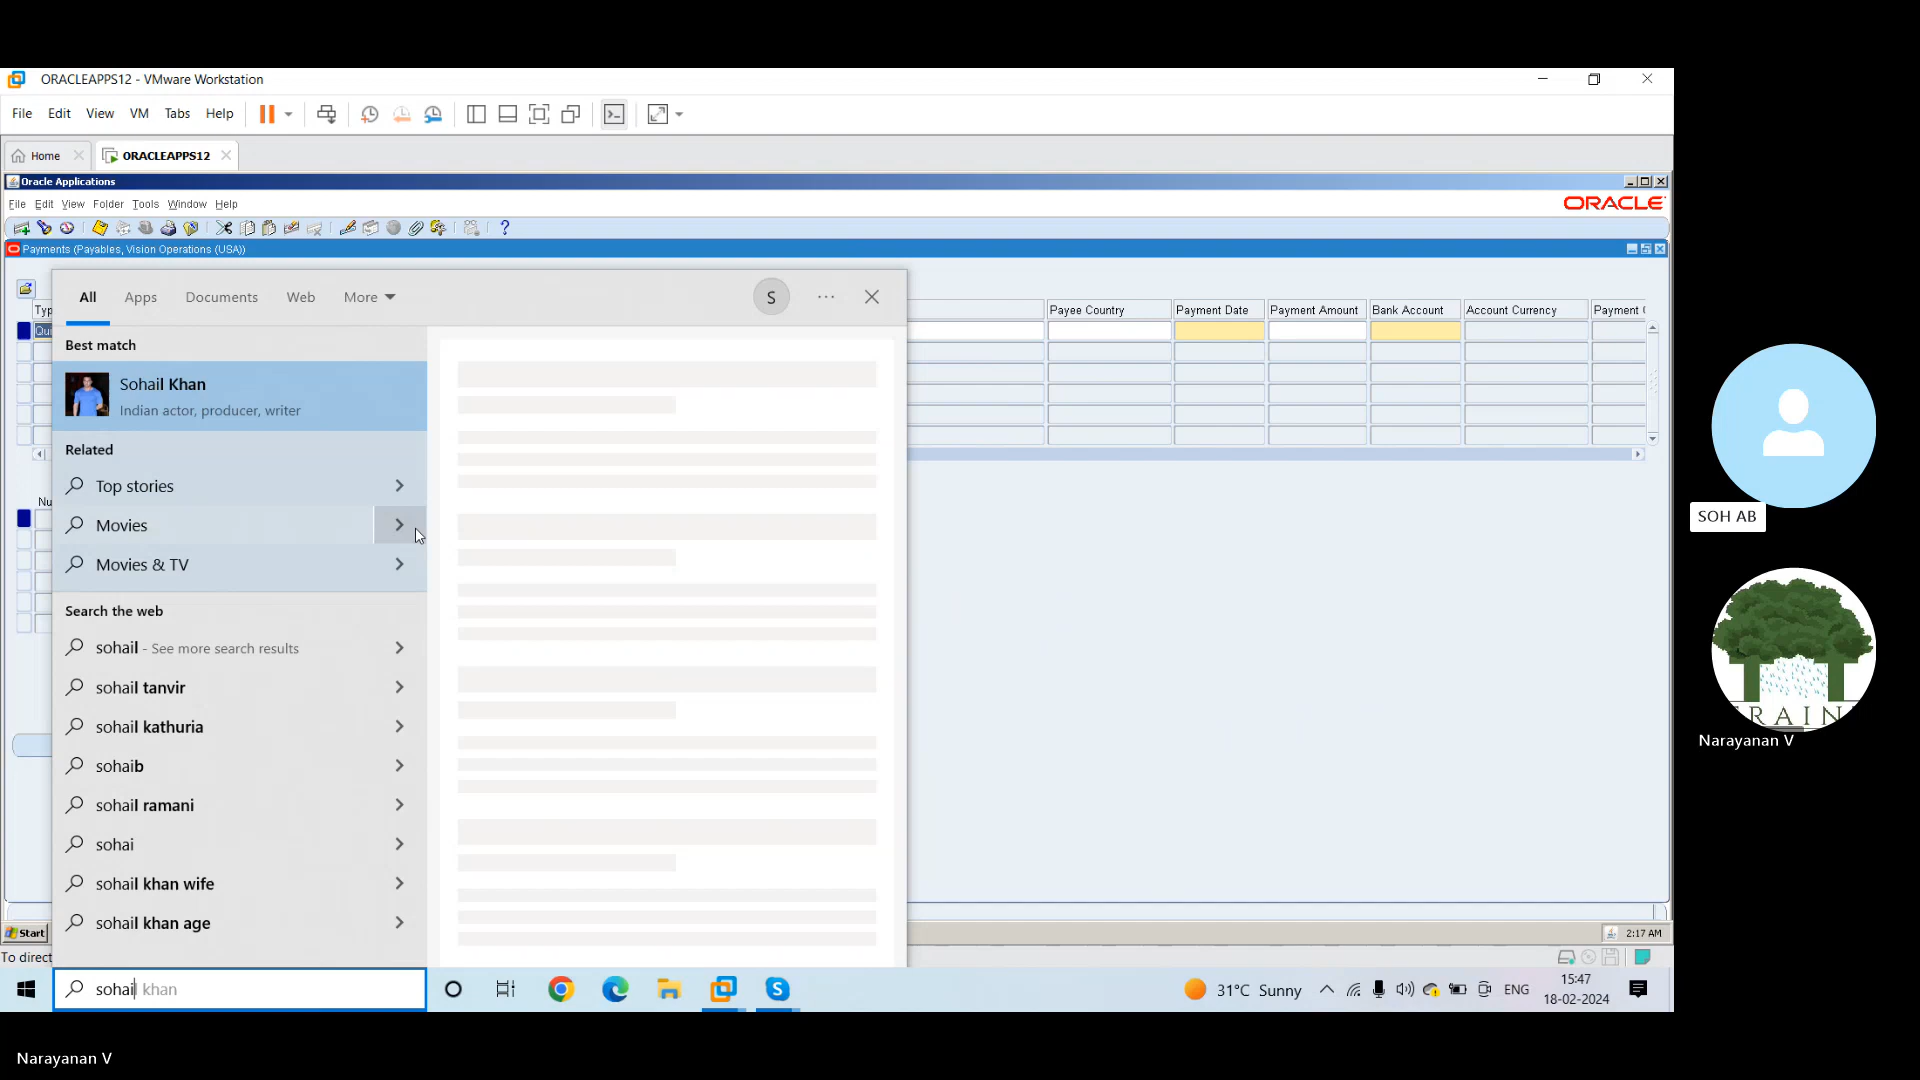 ORACLEAPPS12 - VMware Workstation
File Edit View VM Tabs Help
Home ORACLEAPPS12
Oracle Applications
File Edit View Folder Tools Window Help
ORACLE
Payments (Payables, Vision Operations (USA))
All Apps Documents Web More S
Payee Country Payment Date Payment Amount Bank Account Account Currency
Best match
Sohail Khan
Indian actor, producer, writer
Related
Top stories
Movies
Movies & TV
Search the web
sohail - See more search results
sohail tanvir
sohail kathuria
sohaib
sohail ramani
sohai
sohail khan wife
sohail khan age
Start 2:17 AM
To direct
sohail khan
31°C Sunny ENG 15:47
18-02-2024
SOH AB
RAIN
Narayanan V
Narayanan V